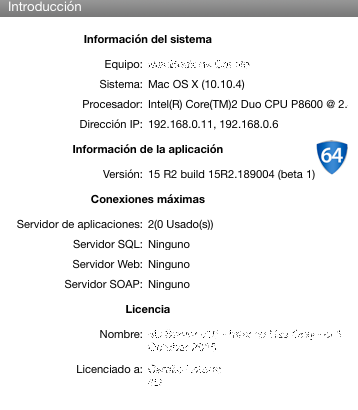 Introducción
Información del sistema
Equipo:
Sistema: Mac OS X (10.10.4)
Procesador: Intel(R) Core(TM)2 Duo CPU P8600 @ 2.
Dirección IP: 192.168.0.11, 192.168.0.6
Información de la aplicación
64
Versión: 15 R2 build 15R2.189004 (beta 1)
Conexiones máximas
Servidor de aplicaciones: 2(0 Usado(s))
Servidor SQL: Ninguno
Servidor Web: Ninguno
Servidor SOAP: Ninguno
Licencia
Nombre:
October 2015
Licenciado a:
4D